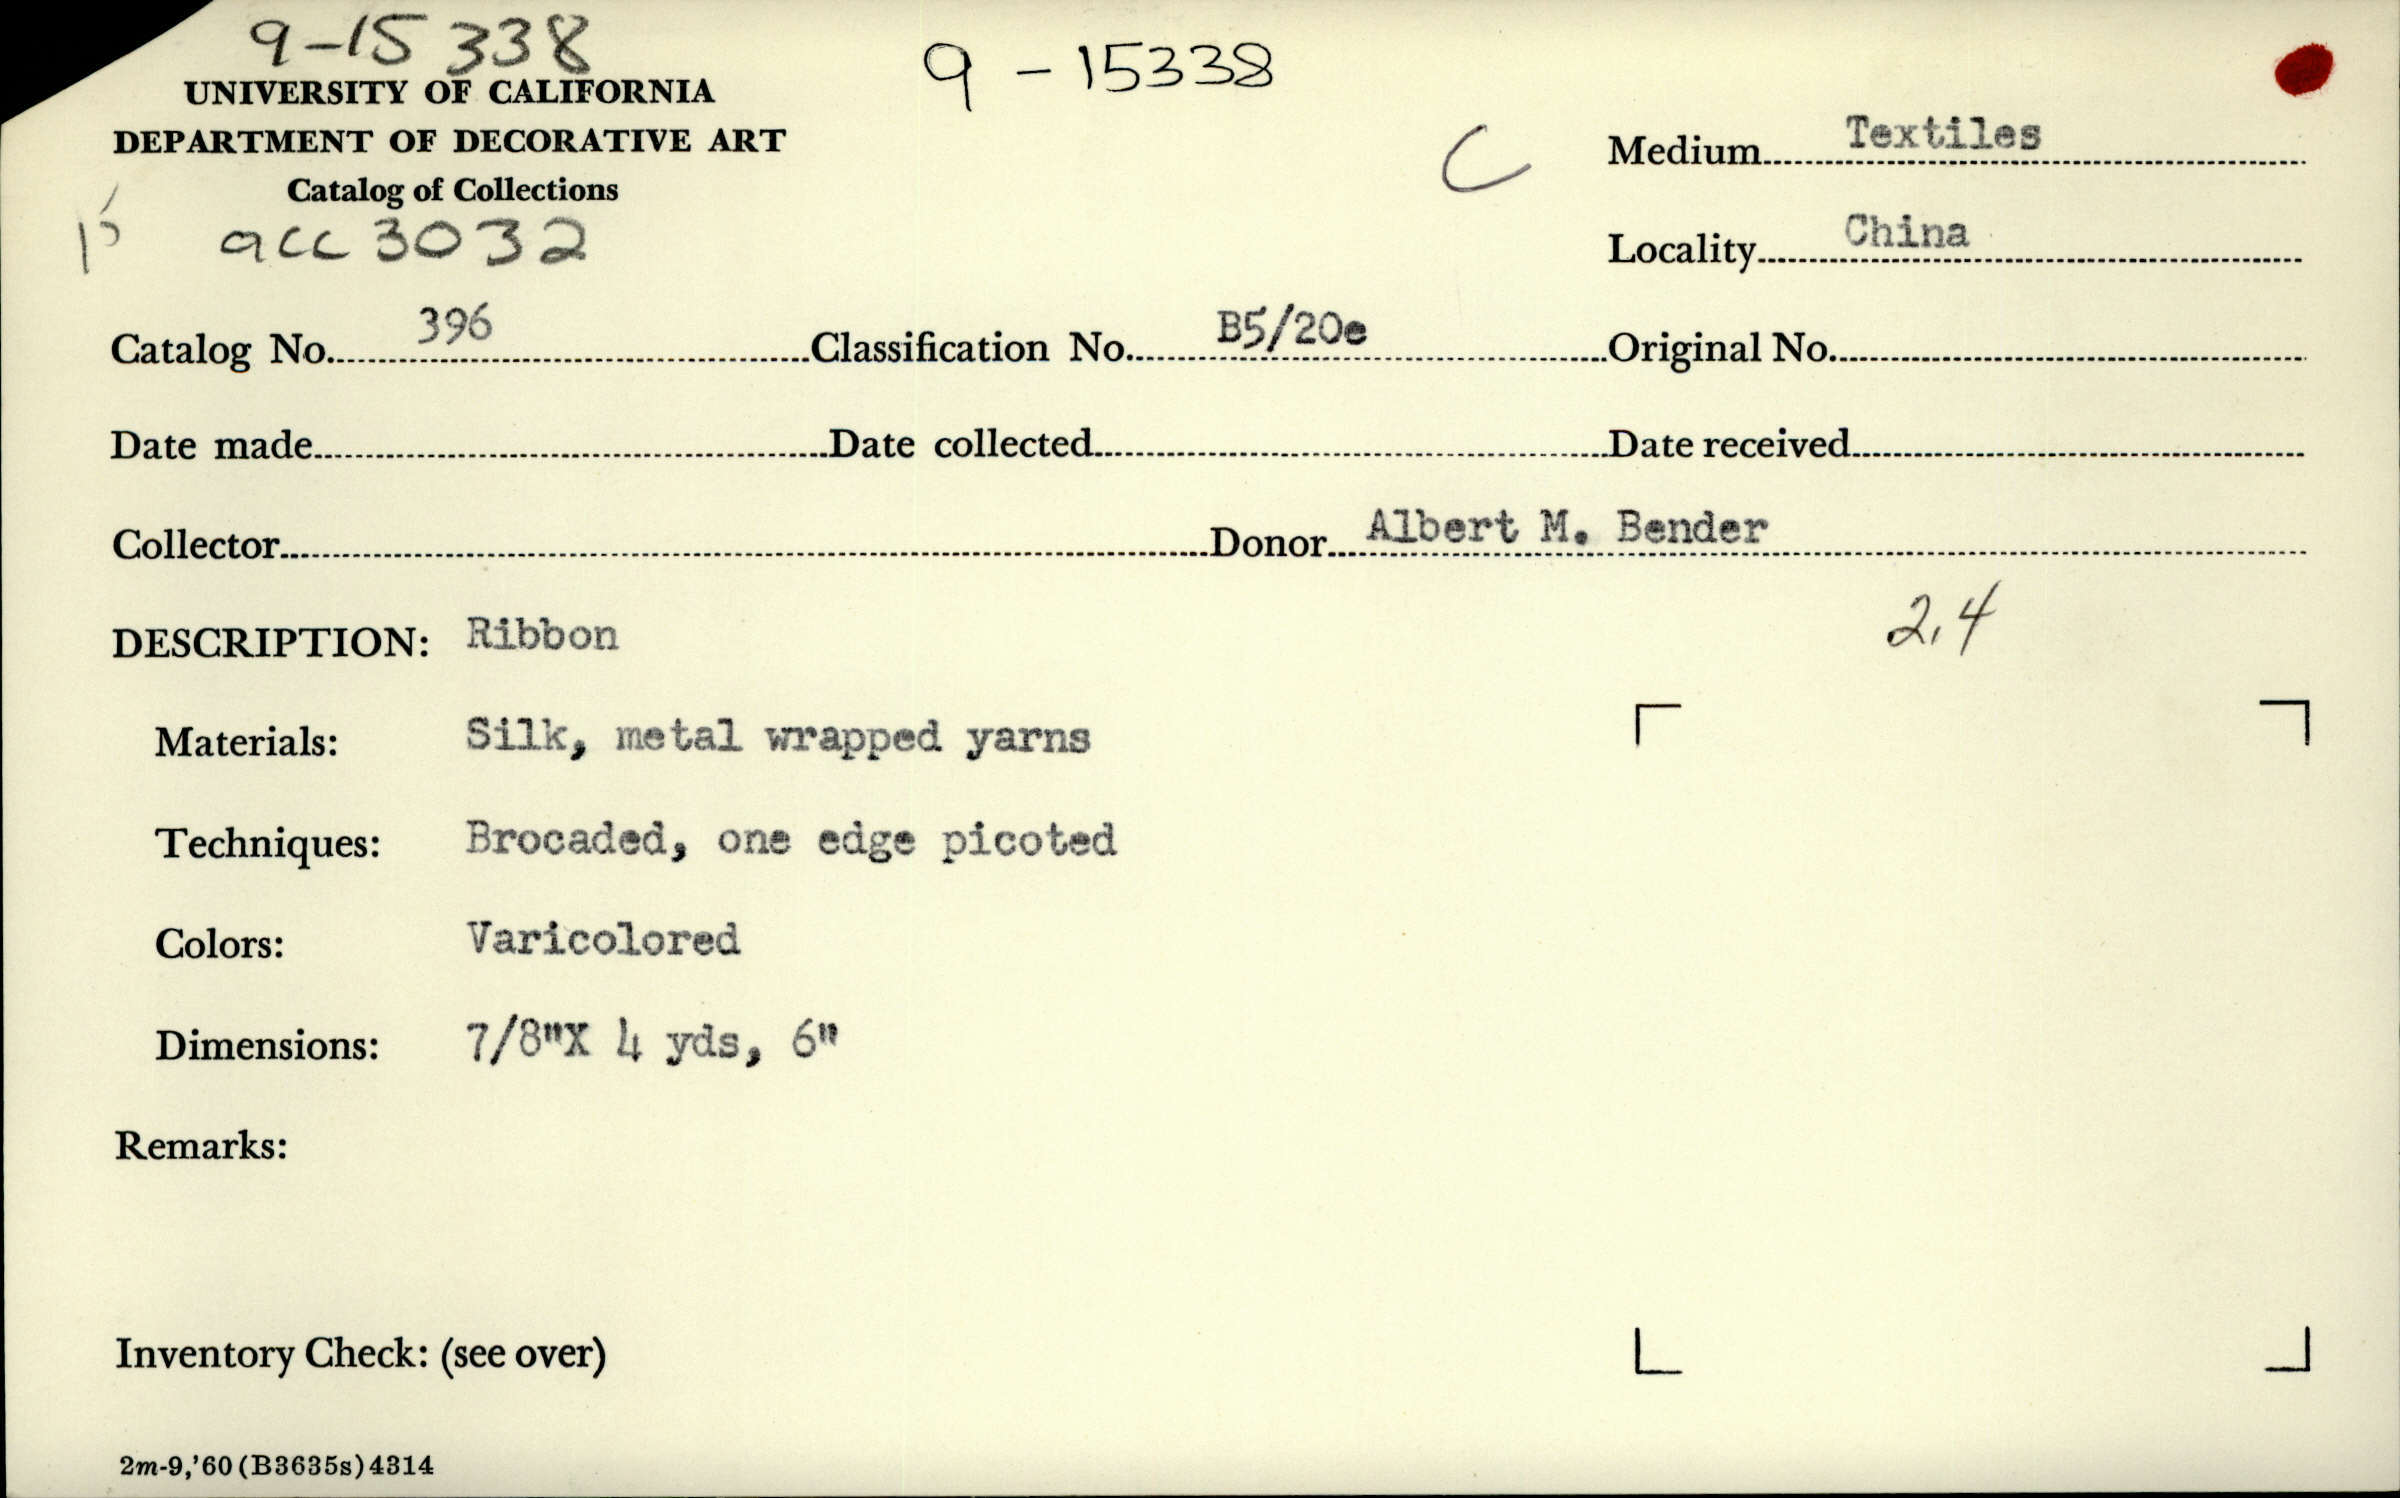 9-15338
9-15338
UNIVERSITY OF CALIFORNIA
DEPARTMENT OF DECORATIVE ART
Catalog of Collections
acc 3032
C
Medium Textiles
Locality China
Catalog No. 396 Classification No. B5/20e Original No.
Date made Date collected Date received
Collector Donor Albert M. Bender
DESCRIPTION: Ribbon
2,4
Materials: Silk, metal wrapped yarns
Techniques: Brocaded, one edge picoted
Colors: Varicolored
Dimensions: 7/8"X 4 yds, 6"
Remarks:
Inventory Check: (see over)
2m-9,'60(B3635s)4314